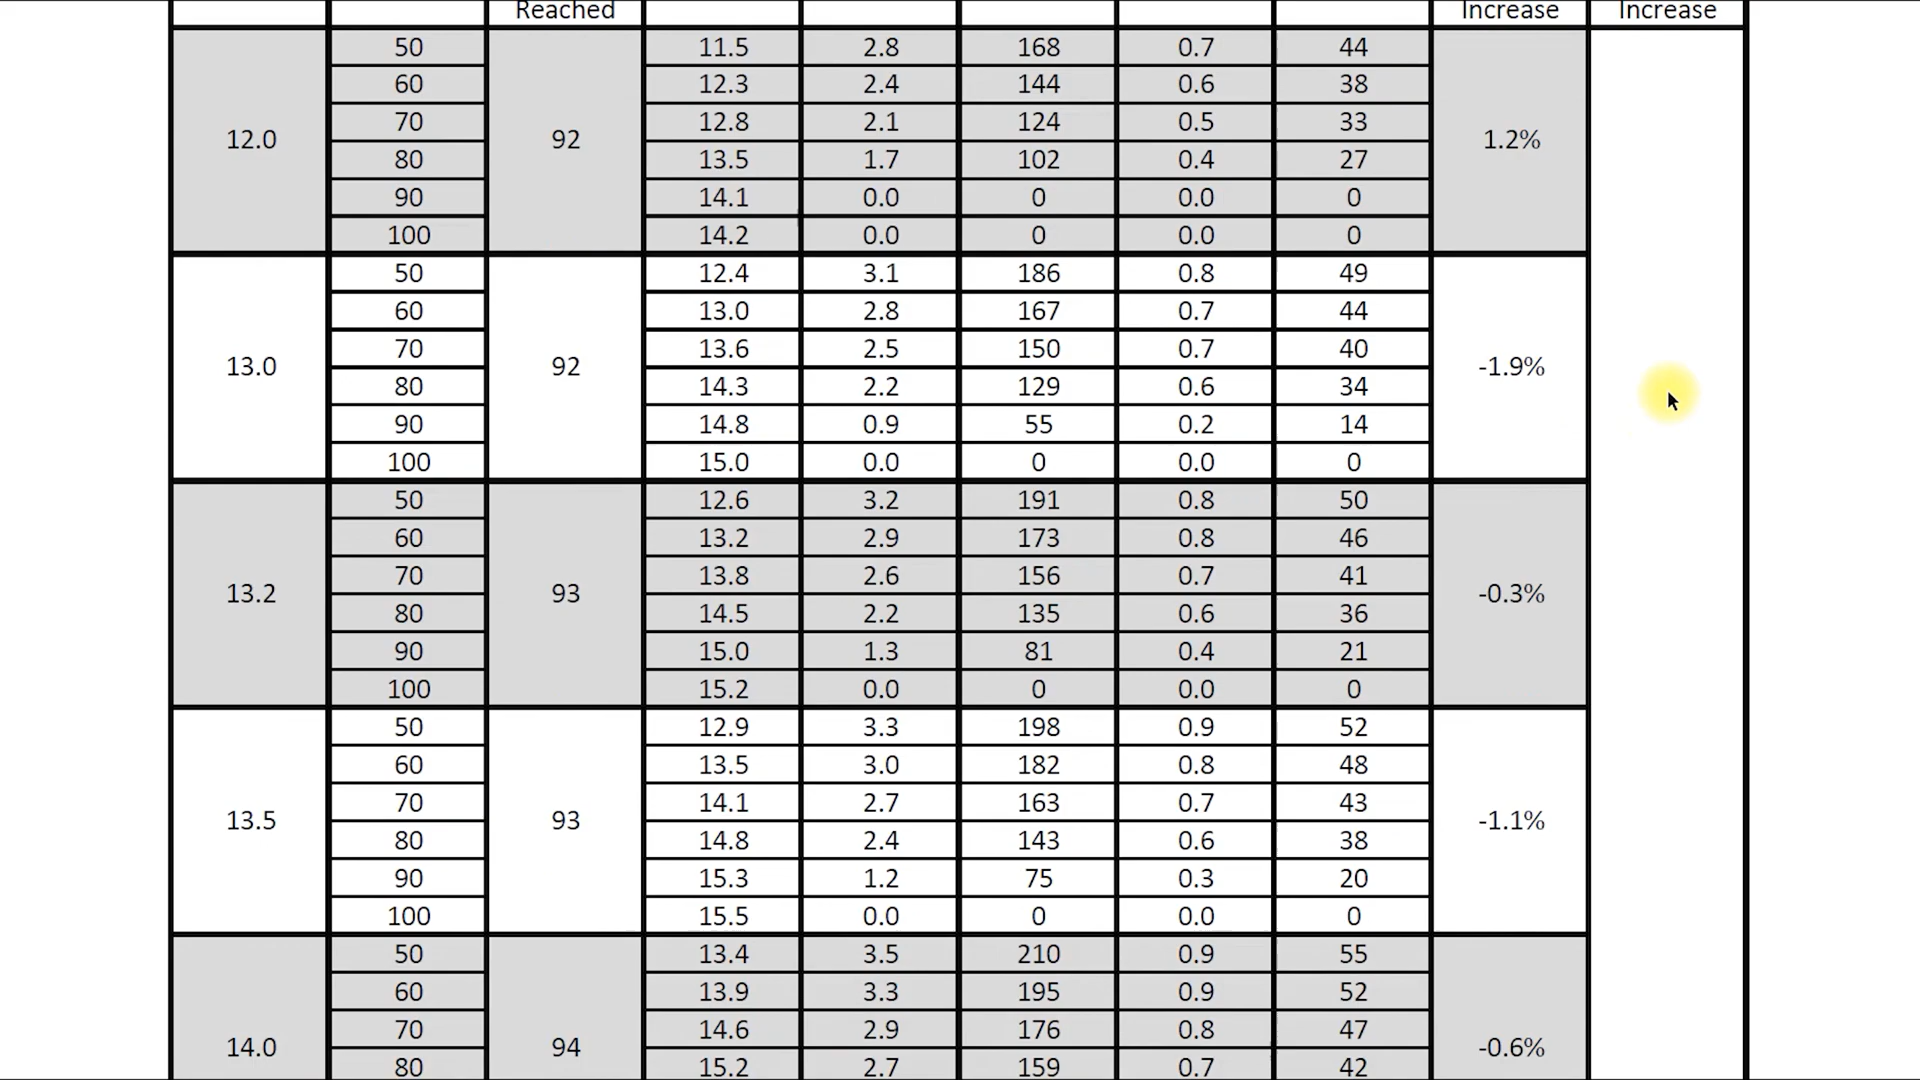 Reached Increase Increase
50 11.5 2.8 168 0.7 44
60 12.3 2.4 144 0.6 38
70 12.8 2.1 124 0.5 33
12.0 92 1.2%
80 13.5 1.7 102 0.4 27
90 14.1 0.0 0 0.0 0
100 14.2 0.0 0 0.0 0
50 12.4 3.1 186 0.8 49
60 13.0 2.8 167 0.7 44
70 13.6 2.5 150 0.7 40
13.0 92 -1.9%
80 14.3 2.2 129 0.6 34
90 14.8 0.9 55 0.2 14
100 15.0 0.0 0 0.0 0
50 12.6 3.2 191 0.8 50
60 13.2 2.9 173 0.8 46
70 13.8 2.6 156 0.7 41
13.2 93 -0.3%
80 14.5 2.2 135 0.6 36
90 15.0 1.3 81 0.4 21
100 15.2 0.0 0 0.0 0
50 12.9 3.3 198 0.9 52
60 13.5 3.0 182 0.8 48
70 14.1 2.7 163 0.7 43
13.5 93 -1.1%
80 14.8 2.4 143 0.6 38
90 15.3 1.2 75 0.3 20
100 15.5 0.0 0 0.0 0
50 13.4 3.5 210 0.9 55
60 13.9 3.3 195 0.9 52
70 14.6 2.9 176 0.8 47
14.0 94 -0.6%
80 15.2 2.7 159 0.7 42